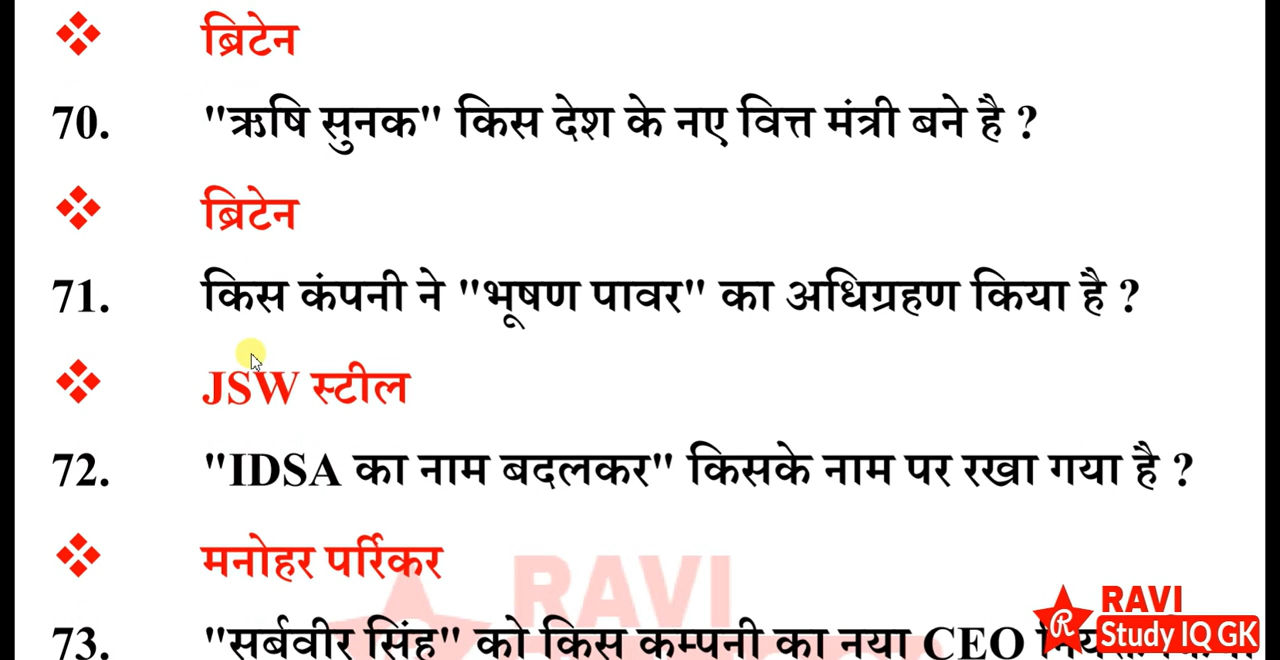 ब्रिटेन
70. "ऋषि सुनक" किस देश के नए वित्त मंत्री बने है ?
ब्रिटेन
71. किस कंपनी ने "भूषण पावर" का अधिग्रहण किया है ?
JSW स्टील
72. "IDSA का नाम बदलकर" किसके नाम पर रखा गया है ?
मनोहर पर्रिकर
RAVI
73. "सर्बवीर सिंह" को किस कम्पनी का नया CEO
RAVI
R Study IQ GK